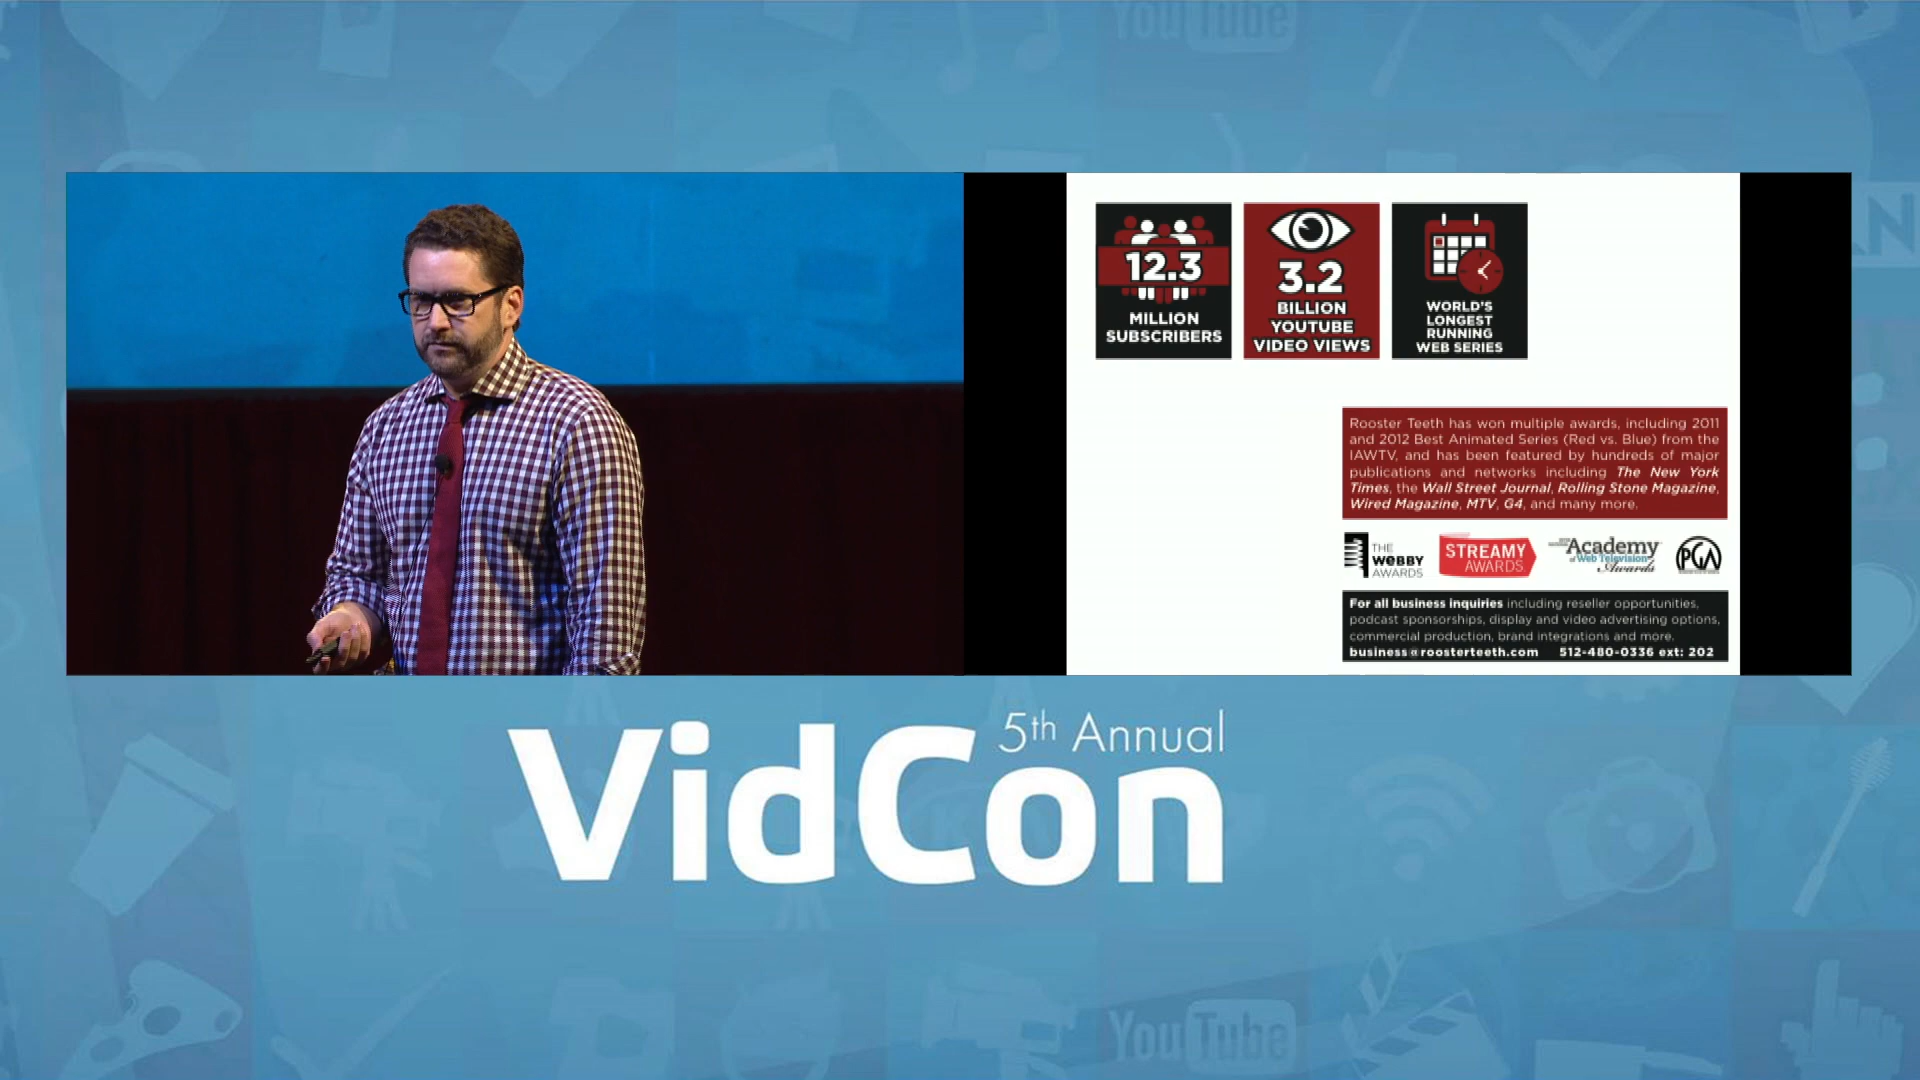 You Tube
12.3
MILLION
SUBSCRIBERS
3.2
BILLION
YOUTUBE
VIDEO VIEWS
WORLD'S
LONGEST
RUNNING
WEB SERIES
Rooster Teeth has won multiple awards, including 2011
and 2012 Best Animated Series (Red vs. Blue) from the
IAWTV, and has been featured by hundreds of major
publications and networks including The New York
Times, the Wall Street Journal, Rolling Stone Magazine,
Wired Magazine, MTV, G4, and many more.
THE
WEBBY
AWARDS
STREAMY
AWARDS
Academy
of Web Television
Awards
PGA
For all business inquiries including reseller opportunities,
podcast sponsorships, display and video advertising options,
commercial production, brand integrations and more.
business@roosterteeth.com 512-480-0336 ext: 202
5th Annual
VidCon
You Tube